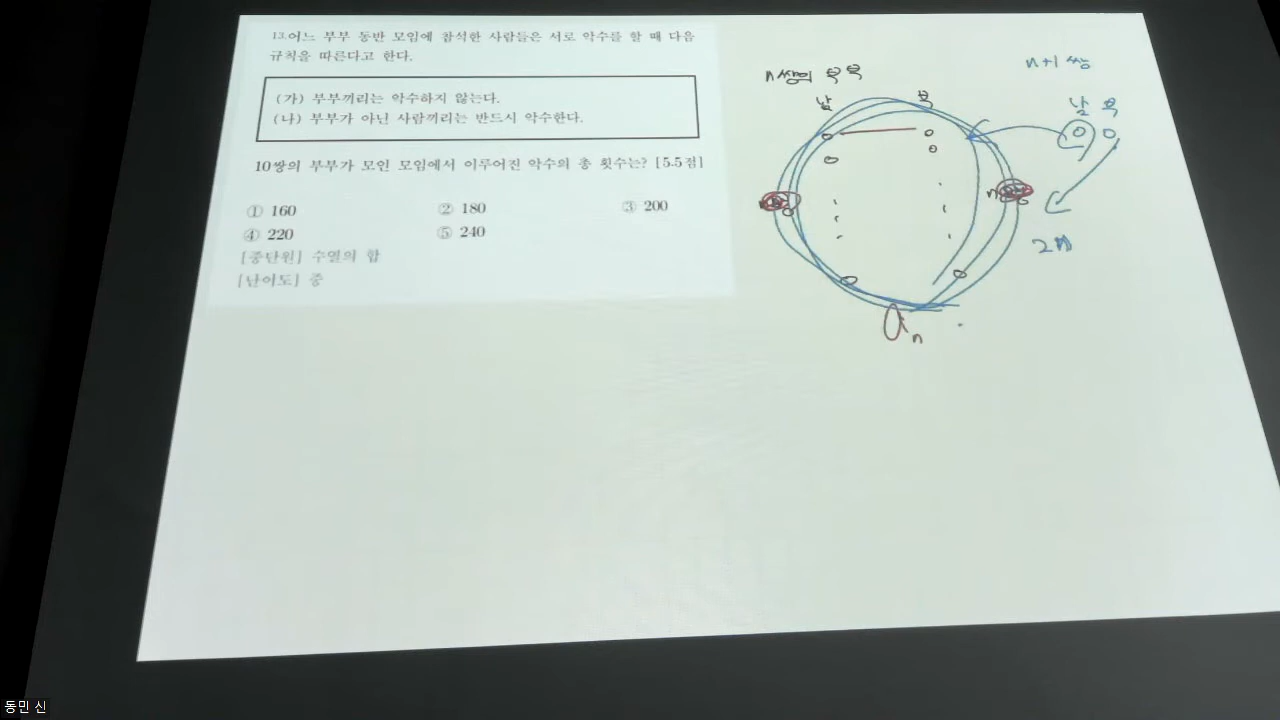 13.어느 부부 동반 모임에 참석한 사람들은 서로 악수를 할 때 다음
규칙을 따른다고 한다.
(가) 부부끼리는 악수하지 않는다.
(나) 부부가 아닌 사람끼리는 반드시 악수한다.
10쌍의 부부가 모인 모임에서 이루어진 악수의 총 횟수는? [5.5점]
① 160 ② 180 ③ 200
④ 220 ⑤ 240
[중단원] 수열의 합
[난이도] 중
n쌍의 부부
남 부
n
an
n+1 쌍
남 부
동민 신